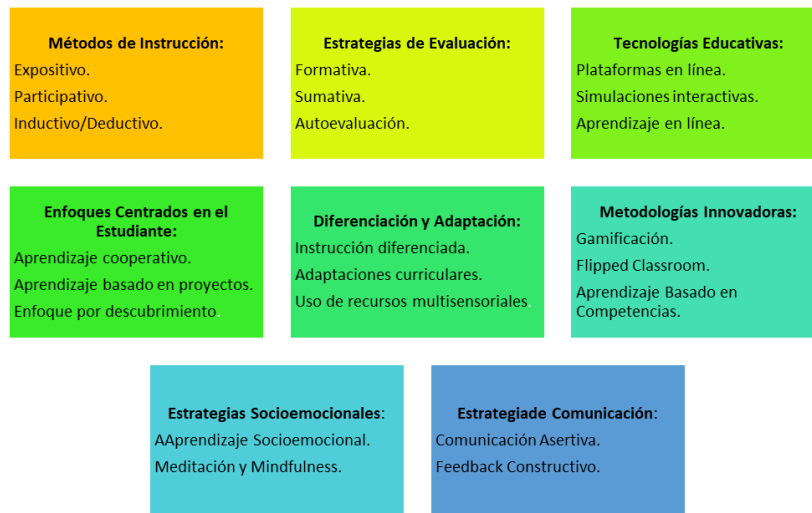 Métodos de Instrucción:
Expositivo.
Participativo.
Inductivo/Deductivo.
Estrategias de Evaluación:
Formativa.
Sumativa.
Autoevaluación.
Tecnologías Educativas:
Plataformas en línea.
Simulaciones interactivas.
Aprendizaje en línea.
Enfoques Centrados en el
Estudiante:
Aprendizaje cooperativo.
Aprendizaje basado en proyectos.
Enfoque por descubrimiento.
Diferenciación y Adaptación:
Instrucción diferenciada.
Adaptaciones curriculares.
Uso de recursos multisensoriales.
Metodologías Innovadoras:
Gamificación.
Flipped Classroom.
Aprendizaje Basado en
Competencias.
Estrategias Socioemocionales:
AAprendizaje Socioemocional.
Meditación y Mindfulness.
Estrategiade Comunicación:
Comunicación Asertiva.
Feedback Constructivo.